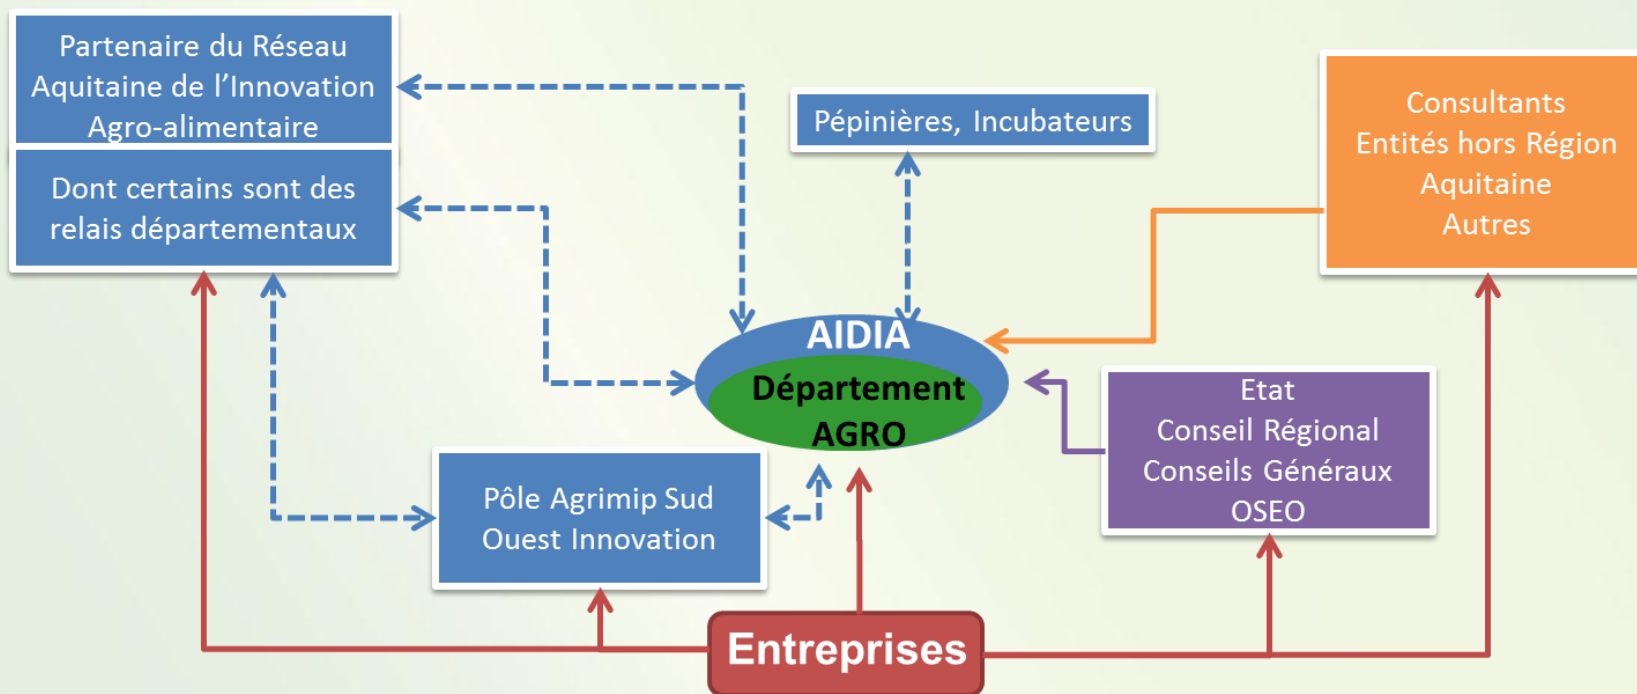 Partenaire du Réseau
Aquitaine de l’Innovation
Agro-alimentaire
Dont certains sont des
relais départementaux
Pépinières, Incubateurs
Consultants
Entités hors Région
Aquitaine
Autres
AIDIA
Département
AGRO
Etat
Conseil Régional
Conseils Généraux
OSEO
Pôle Agrimip Sud
Ouest Innovation
Entreprises